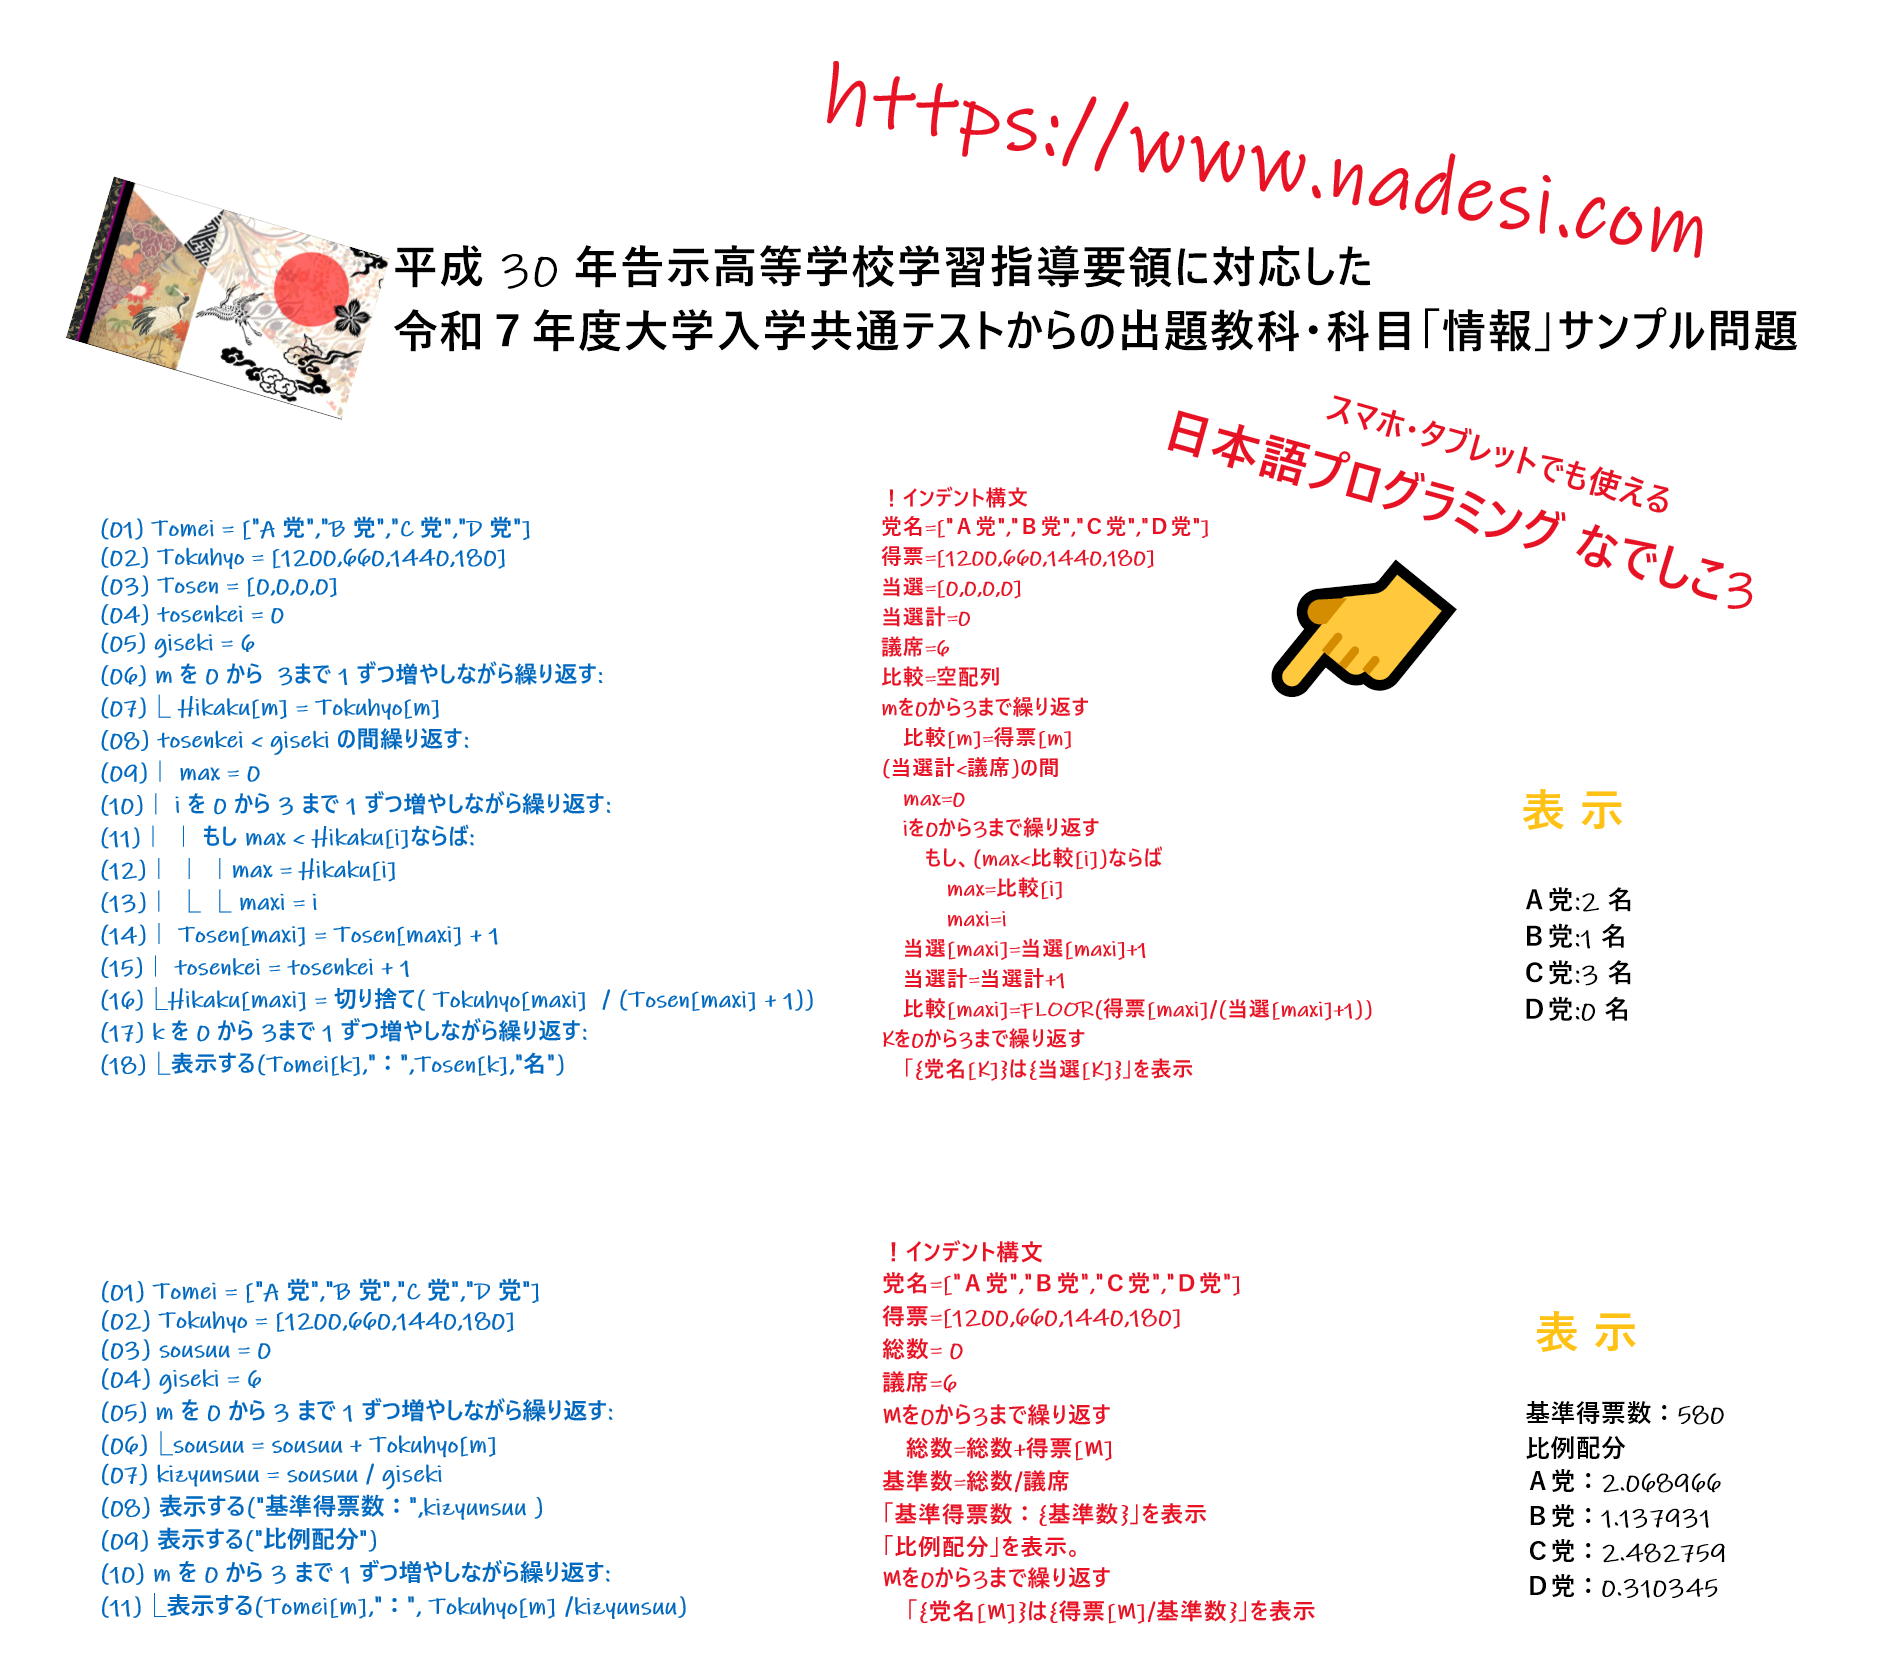 https://www.nadesi.com
平成 30 年告示高等学校学習指導要領に対応した
令和７年度大学入学共通テストからの出題教科・科目「情報」サンプル問題
スマホ・タブレットでも使える
日本語プログラミング なでしこ3
(01) Tomei = ["A 党","B 党","C 党","D 党"]
(02) Tokuhyo = [1200,660,1440,180]
(03) Tosen = [0,0,0,0]
(04) tosenkei = 0
(05) giseki = 6
(06) m を 0 から 3まで 1 ずつ増やしながら繰り返す:
(07)⎿ Hikaku[m] = Tokuhyo[m]
(08) tosenkei < giseki の間繰り返す:
(09)｜ max = 0
(10)｜ i を 0 から 3 まで 1 ずつ増やしながら繰り返す:
(11)｜ ｜ もし max < Hikaku[i]ならば:
(12)｜ ｜ ｜max = Hikaku[i]
(13)｜ ⎿ ⎿ maxi = i
(14)｜ Tosen[maxi] = Tosen[maxi] + 1
(15)｜ tosenkei = tosenkei + 1
(16)⎿Hikaku[maxi] = 切り捨て( Tokuhyo[maxi] / (Tosen[maxi] + 1))
(17) k を 0 から 3まで 1 ずつ増やしながら繰り返す:
(18)⎿表示する(Tomei[k],"：",Tosen[k],"名")
！インデント構文
党名=["Ａ党","Ｂ党","Ｃ党","Ｄ党"]
得票=[1200,660,1440,180]
当選=[0,0,0,0]
当選計=0
議席=6
比較=空配列
mを0から3まで繰り返す
比較[m]=得票[m]
(当選計<議席)の間
max=0
iを0から3まで繰り返す
もし、(max<比較[i])ならば
max=比較[i]
maxi=i
当選[maxi]=当選[maxi]+1
当選計=当選計+1
比較[maxi]=FLOOR(得票[maxi]/(当選[maxi]+1))
Kを0から3まで繰り返す
「{党名[K]}は{当選[K]}」を表示
表 示
Ａ党:2 名
Ｂ党:1 名
Ｃ党:3 名
Ｄ党:0 名
(01) Tomei = ["A 党","B 党","C 党","D 党"]
(02) Tokuhyo = [1200,660,1440,180]
(03) sousuu = 0
(04) giseki = 6
(05) m を 0 から 3 まで 1 ずつ増やしながら繰り返す:
(06)⎿sousuu = sousuu + Tokuhyo[m]
(07) kizyunsuu = sousuu / giseki
(08) 表示する("基準得票数：",kizyunsuu )
(09) 表示する("比例配分")
(10) m を 0 から 3 まで 1 ずつ増やしながら繰り返す:
(11)⎿表示する(Tomei[m],"：", Tokuhyo[m] /kizyunsuu)
！インデント構文
党名=["Ａ党","Ｂ党","Ｃ党","Ｄ党"]
得票=[1200,660,1440,180]
総数= 0
議席=6
Mを0から3まで繰り返す
総数=総数+得票[M]
基準数=総数/議席
「基準得票数：{基準数}」を表示
「比例配分」を表示。
Mを0から3まで繰り返す
「{党名[M]}は{得票[M]/基準数}」を表示
表 示
基準得票数：580
比例配分
Ａ党：2.068966
Ｂ党：1.137931
Ｃ党：2.482759
Ｄ党：0.310345